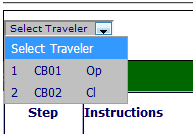 Select Traveler
Select Traveler
1 CB01 Op
2 CB02 Cl
Step Instructions